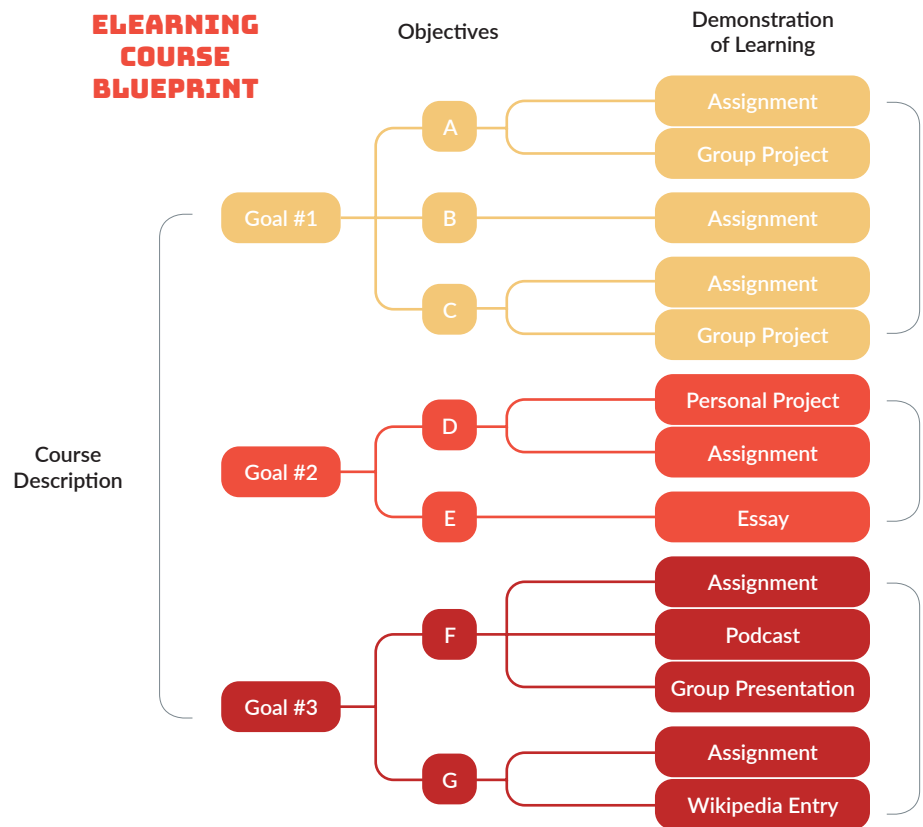 ELEARNING
COURSE
BLUEPRINT
Objectives
Demonstration
of Learning
Course
Description
Goal #1
A
Assignment
Group Project
B
Assignment
C
Assignment
Group Project
Goal #2
D
Personal Project
Assignment
E
Essay
Goal #3
F
Assignment
Podcast
Group Presentation
G
Assignment
Wikipedia Entry